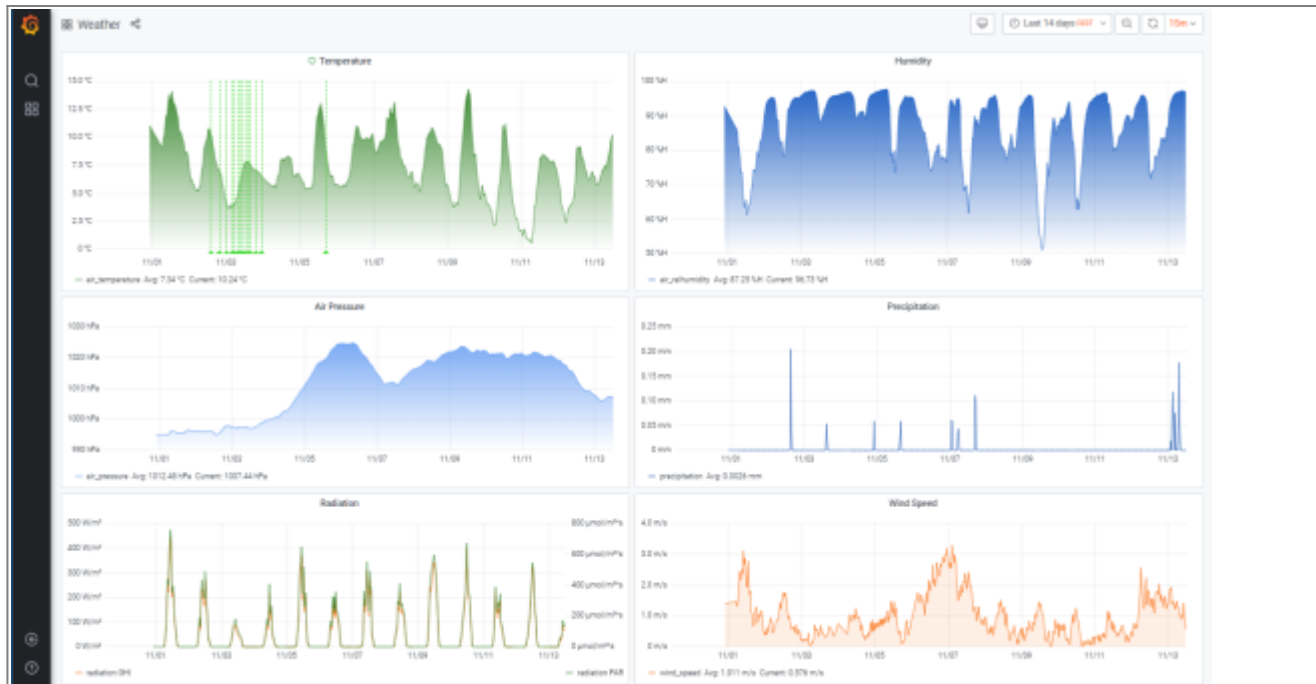 Weather
Last 14 days CEST
15m
Temperature
15.0 °C
12.5 °C
10.0 °C
7.5 °C
5.0 °C
2.5 °C
0 °C
11/01 11/03 11/05 11/07 11/09 11/11 11/13
air_temperature Avg: 7.34 °C Current: 10.24 °C
Humidity
100 %H
90 %H
80 %H
70 %H
60 %H
50 %H
11/01 11/03 11/05 11/07 11/09 11/11 11/13
air_relhumidity Avg: 87.25 %H Current: 96.73 %H
Air Pressure
1030 hPa
1020 hPa
1010 hPa
1000 hPa
990 hPa
11/01 11/03 11/05 11/07 11/09 11/11 11/13
air_pressure Avg: 1012.48 hPa Current: 1007.44 hPa
Precipitation
0.25 mm
0.20 mm
0.15 mm
0.10 mm
0.05 mm
0 mm
11/01 11/03 11/05 11/07 11/09 11/11 11/13
precipitation Avg: 0.0026 mm
Radiation
500 W/m²
400 W/m²
300 W/m²
200 W/m²
100 W/m²
0 W/m²
800 μmol/m²s
600 μmol/m²s
400 μmol/m²s
200 μmol/m²s
0 μmol/m²s
11/01 11/03 11/05 11/07 11/09 11/11 11/13
radiation GHI
radiation PAR
Wind Speed
4.0 m/s
3.0 m/s
2.0 m/s
1.0 m/s
0 m/s
11/01 11/03 11/05 11/07 11/09 11/11 11/13
wind_speed Avg: 1.011 m/s Current: 0.576 m/s